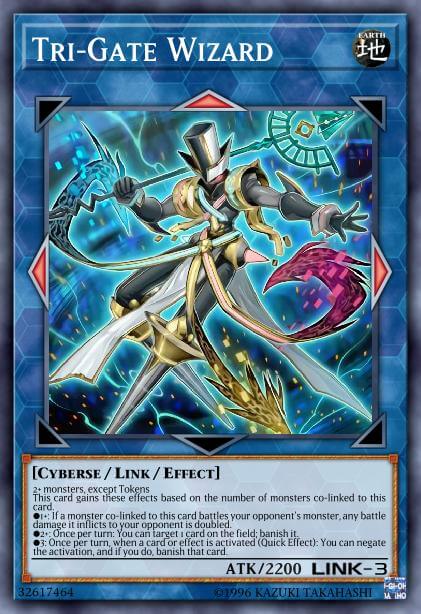 TRI-GATE WIZARD
EARTH
地
[CYBERSE / LINK / EFFECT]
2+ monsters, except Tokens
This card gains these effects based on the number of monsters co-linked to this
card.
●1+: If a monster co-linked to this card battles your opponent's monster, any battle
damage it inflicts to your opponent is doubled.
●2+: Once per turn: You can target 1 card on the field; banish it.
●3: Once per turn, when a card or effect is activated (Quick Effect): You can negate
the activation, and if you do, banish that card.
ATK/2200 LINK-3
32617464
©1996 KAZUKI TAKAHASHI